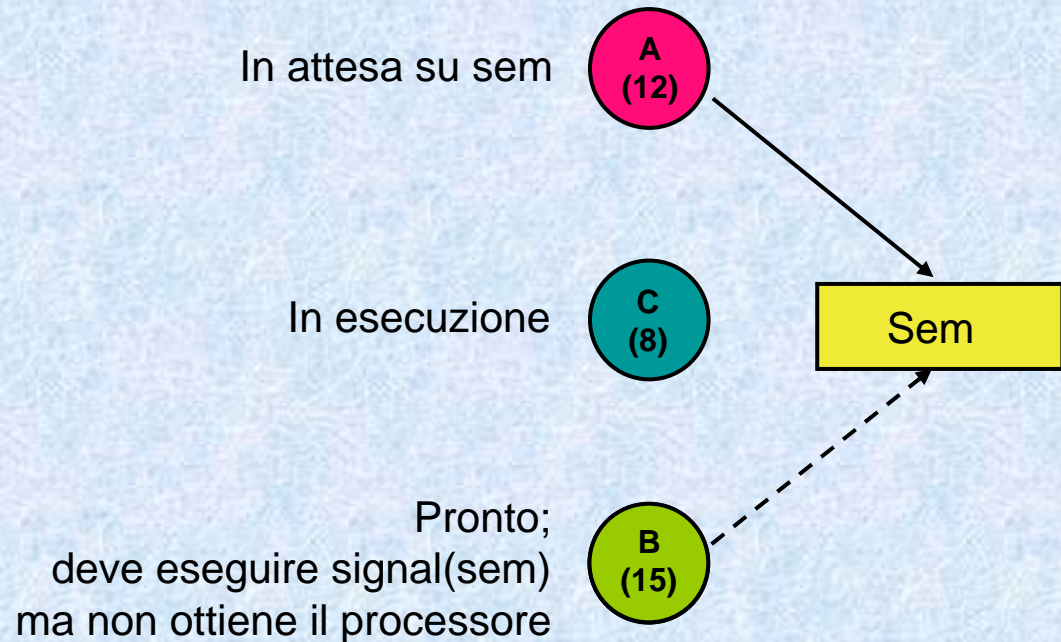 In attesa su sem
A
(12)
In esecuzione
C
(8)
Sem
Pronto;
deve eseguire signal(sem)
ma non ottiene il processore
B
(15)